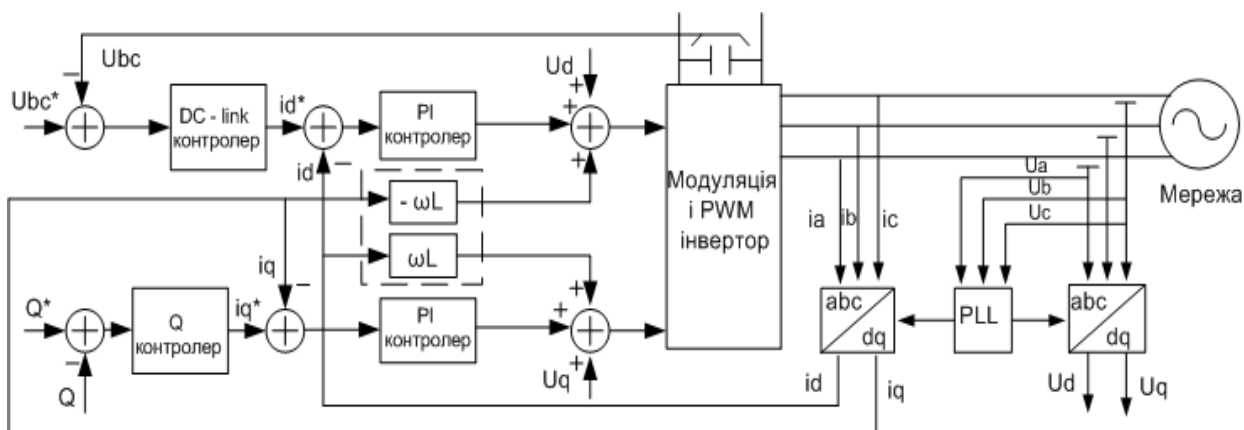 Ubc
Ubc*
DC - link
контролер
id*
PI
контролер
Ud
id
- ωL
ωL
iq
Q*
Q
контролер
iq*
PI
контролер
Q
Uq
Модуляція
і PWM
інвертор
ia
ib
ic
Ua
Ub
Uc
Мережа
abc
dq
PLL
abc
dq
id
iq
Ud
Uq